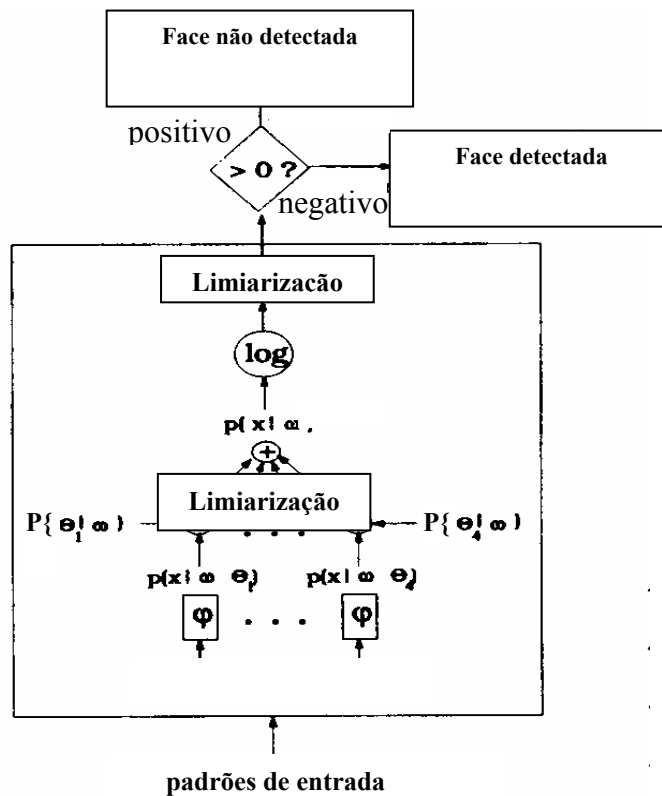 Face não detectada
positivo
> 0 ?
Face detectada
negativo
Limiarizacão
log
+
Limiarização
P{ Θ₁| ω )
. . .
P{ Θ₄| ω )
p(x| ω Θ₁)
p(x| ω Θ₄)
φ
. . .
φ
padrões de entrada